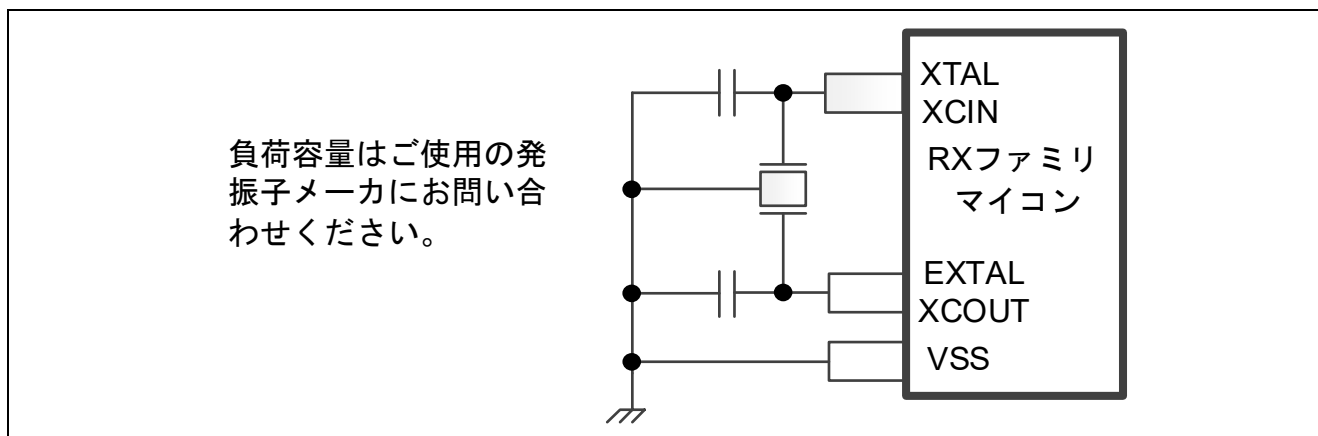 負荷容量はご使用の発
振子メーカにお問い合
わせください。
XTAL
XCIN
RXファミリ
マイコン
EXTAL
XCOUT
VSS